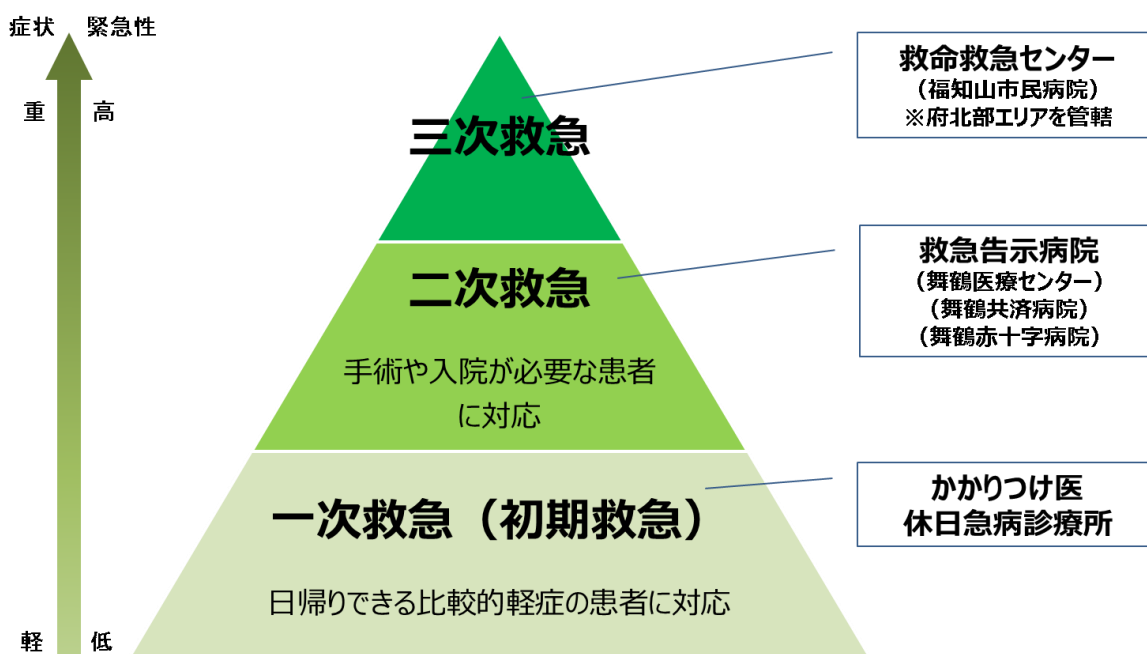 症状 緊急性
重 高
軽 低
三次救急
二次救急
手術や入院が必要な患者
に対応
一次救急（初期救急）
日帰りできる比較的軽症の患者に対応
救命救急センター
（福知山市民病院）
※府北部エリアを管轄
救急告示病院
（舞鶴医療センター）
（舞鶴共済病院）
（舞鶴赤十字病院）
かかりつけ医
休日急病診療所